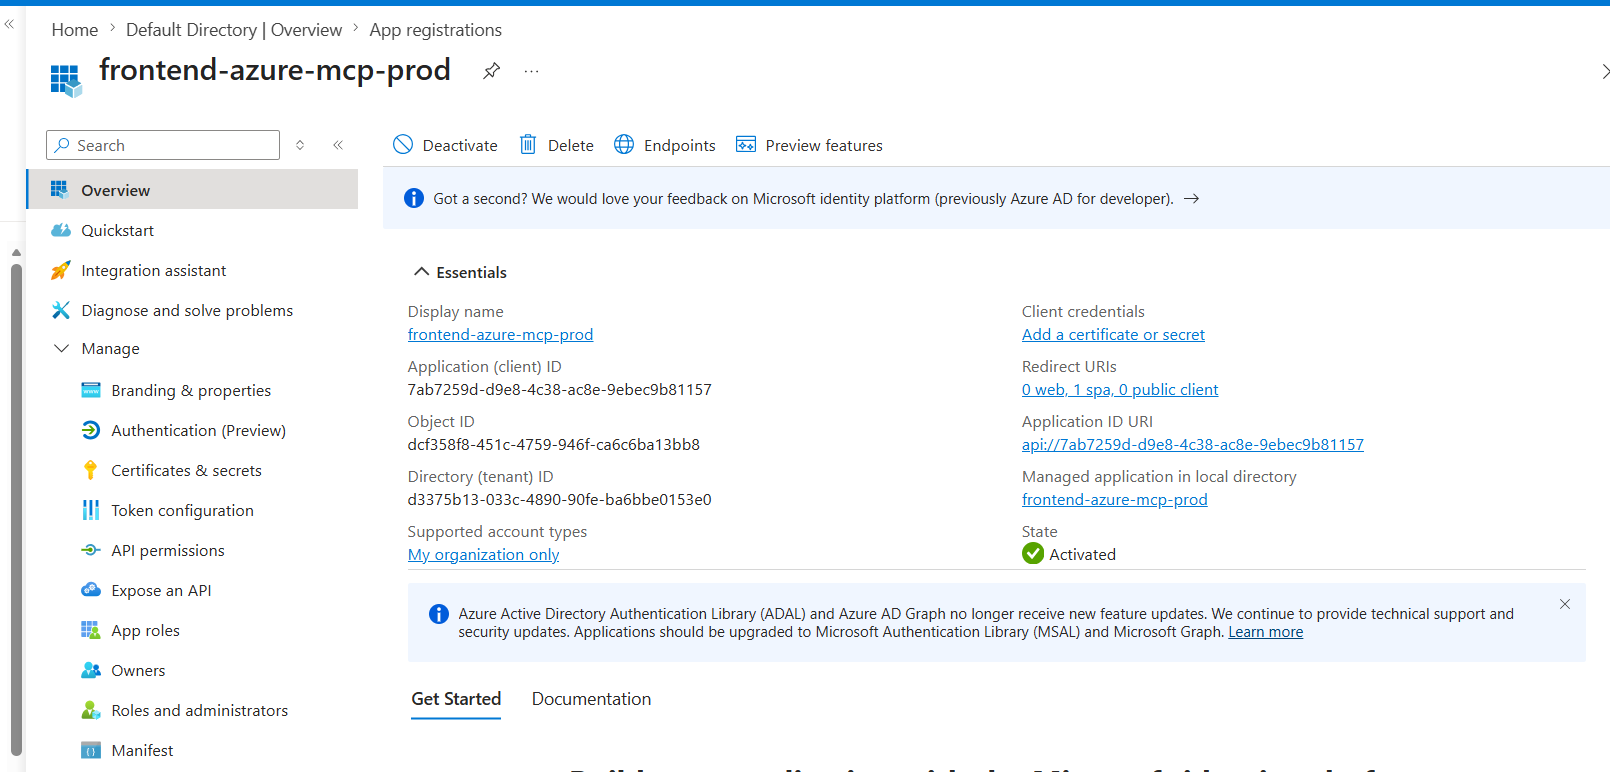 Home > Default Directory | Overview > App registrations
frontend-azure-mcp-prod
Search
Overview
Quickstart
Integration assistant
Diagnose and solve problems
Manage
Branding & properties
Authentication (Preview)
Certificates & secrets
Token configuration
API permissions
Expose an API
App roles
Owners
Roles and administrators
Manifest
Deactivate Delete Endpoints Preview features
Got a second? We would love your feedback on Microsoft identity platform (previously Azure AD for developer). →
Essentials
Display name
frontend-azure-mcp-prod
Application (client) ID
7ab7259d-d9e8-4c38-ac8e-9ebec9b81157
Object ID
dcf358f8-451c-4759-946f-ca6c6ba13bb8
Directory (tenant) ID
d3375b13-033c-4890-90fe-ba6bbe0153e0
Supported account types
My organization only
Client credentials
Add a certificate or secret
Redirect URIs
0 web, 1 spa, 0 public client
Application ID URI
api://7ab7259d-d9e8-4c38-ac8e-9ebec9b81157
Managed application in local directory
frontend-azure-mcp-prod
State
Activated
Azure Active Directory Authentication Library (ADAL) and Azure AD Graph no longer receive new feature updates. We continue to provide technical support and
security updates. Applications should be upgraded to Microsoft Authentication Library (MSAL) and Microsoft Graph. Learn more
Get Started Documentation